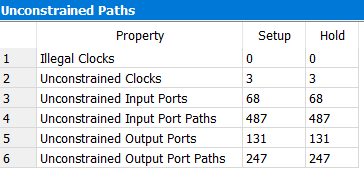 Unconstrained Paths
Property Setup Hold
1 Illegal Clocks 0 0
2 Unconstrained Clocks 3 3
3 Unconstrained Input Ports 68 68
4 Unconstrained Input Port Paths 487 487
5 Unconstrained Output Ports 131 131
6 Unconstrained Output Port Paths 247 247